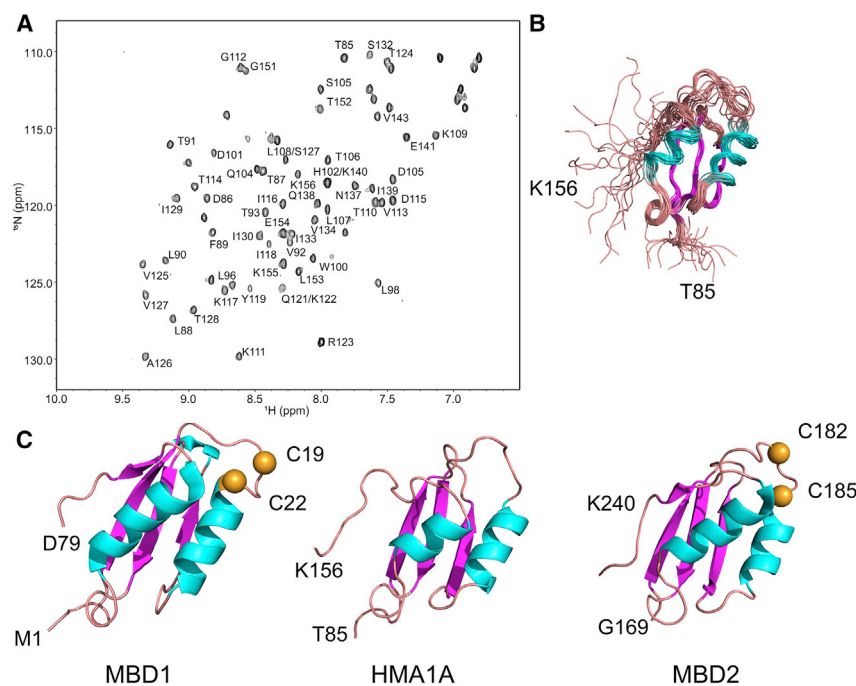 A
B
110.0
115.0
120.0
125.0
130.0
¹⁵N (ppm)
10.0 9.5 9.0 8.5 8.0 7.5 7.0
¹H (ppm)
T85
S132
T124
G112
G151
S105
T152
V143
K109
E141
T91
L108/S127
D101
T106
Q104
T87
H102/K140
K156
D105
T114
Q138
N137
I139
D86
I116
D115
I129
T93
E154
L107
T110
V113
V134
F89
I130
I133
V92
I118
W100
L90
K155
L153
V125
L96
L98
K117
Y119
Q121/K122
V127
T128
L88
R123
A126
K111
K156
T85
C
C19
C22
D79
M1
MBD1
K156
T85
HMA1A
C182
C185
K240
G169
MBD2